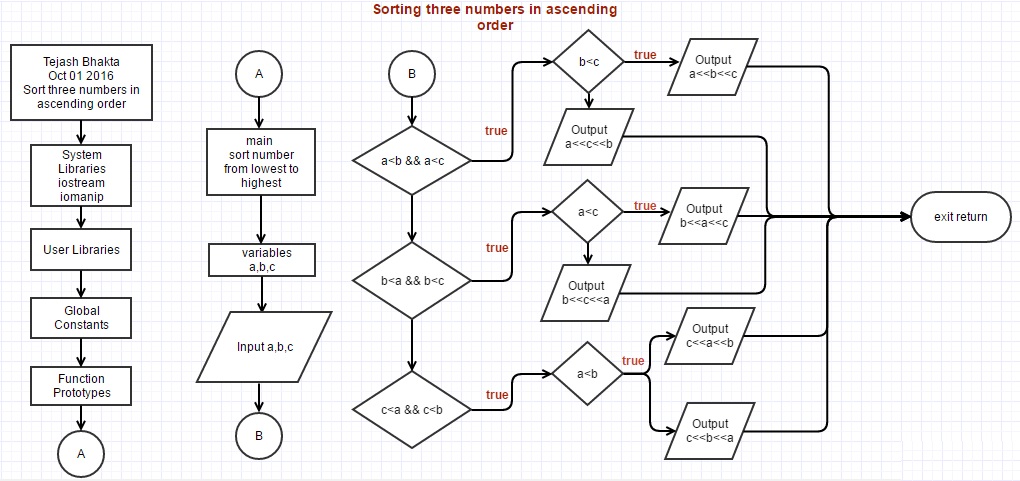 Sorting three numbers in ascending
order
Tejash Bhakta
Oct 01 2016
Sort three numbers in
ascending order
System
Libraries
iostream
iomanip
User Libraries
Global
Constants
Function
Prototypes
A
A
main
sort number
from lowest to
highest
variables
a,b,c
Input a,b,c
B
B
a<b && a<c
true
b<c
true
Output
a<<b<<c
Output
a<<c<<b
b<a && b<c
true
a<c
true
Output
b<<a<<c
Output
b<<c<<a
c<a && c<b
true
a<b
true
Output
c<<a<<b
Output
c<<b<<a
exit return